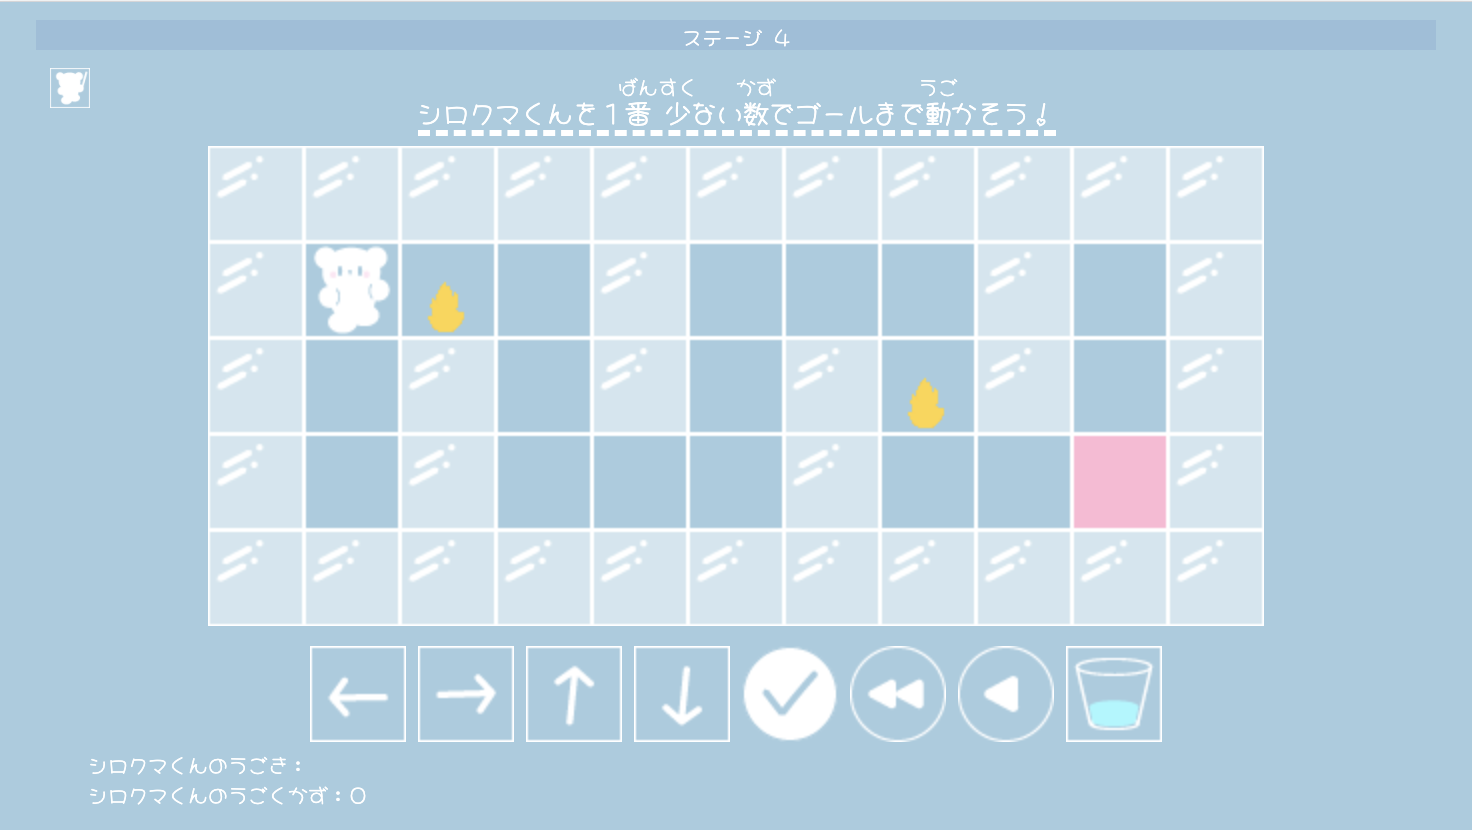 ステージ 4
ばんすく かず うご
シロクマくんを1番 少ない数でゴールまで動かそう!
シロクマくんのうごき:
シロクマくんのうごくかず:0